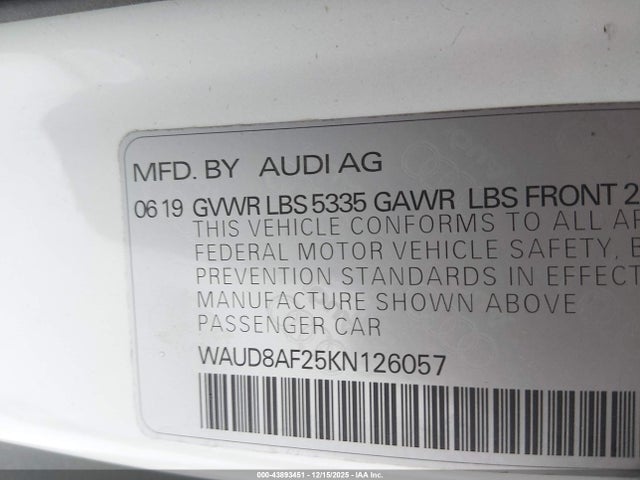 MFD. BY AUDI AG
06 19 GVWR LBS 5335 GAWR LBS FRONT 2
THIS VEHICLE CONFORMS TO ALL
FEDERAL MOTOR VEHICLE SAFETY,
PREVENTION STANDARDS IN EFFECT
MANUFACTURE SHOWN ABOVE
PASSENGER CAR
WAUD8AF25KN126057
000-43893451 - 12/15/2025 - © IAA Inc.